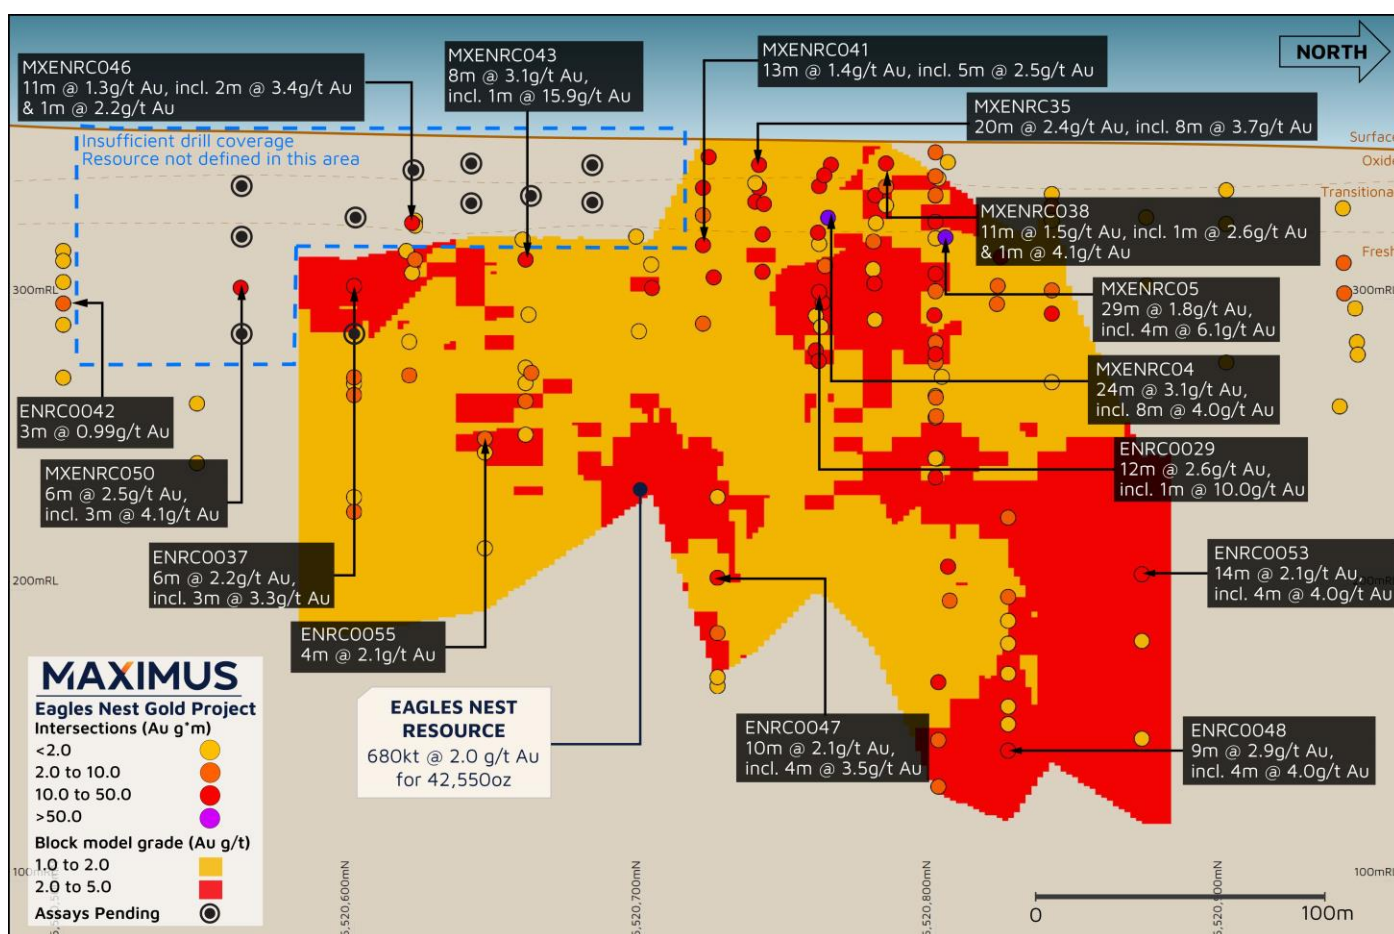 MXENRC046
11m @ 1.3g/t Au, incl. 2m @ 3.4g/t Au
& 1m @ 2.2g/t Au
MXENRC043
8m @ 3.1g/t Au,
incl. 1m @ 15.9g/t Au
MXENRC041
13m @ 1.4g/t Au, incl. 5m @ 2.5g/t Au
NORTH
MXENRC35
20m @ 2.4g/t Au, incl. 8m @ 3.7g/t Au
Insufficient drill coverage
Resource not defined in this area
Surface
Oxide
Transitional
Fresh
MXENRC038
11m @ 1.5g/t Au, incl. 1m @ 2.6g/t Au
& 1m @ 4.1g/t Au
300mRL
300mRL
MXENRC05
29m @ 1.8g/t Au,
incl. 4m @ 6.1g/t Au
MXENRC04
24m @ 3.1g/t Au,
incl. 8m @ 4.0g/t Au
ENRC0042
3m @ 0.99g/t Au
MXENRC050
6m @ 2.5g/t Au,
incl. 3m @ 4.1g/t Au
ENRC0029
12m @ 2.6g/t Au,
incl. 1m @ 10.0g/t Au
ENRC0037
6m @ 2.2g/t Au,
incl. 3m @ 3.3g/t Au
200mRL
ENRC0053
14m @ 2.1g/t Au,
incl. 4m @ 4.0g/t Au
ENRC0055
4m @ 2.1g/t Au
MAXIMUS
Eagles Nest Gold Project
Intersections (Au g*m)
<2.0
2.0 to 10.0
10.0 to 50.0
>50.0
Block model grade (Au g/t)
1.0 to 2.0
2.0 to 5.0
Assays Pending
EAGLES NEST
RESOURCE
680kt @ 2.0 g/t Au
for 42,550oz
ENRC0047
10m @ 2.1g/t Au,
incl. 4m @ 3.5g/t Au
ENRC0048
9m @ 2.9g/t Au,
incl. 4m @ 4.0g/t Au
100mRL
100mRL
,520,600mN
,520,700mN
,520,800mN
,520,900mN
0
100m